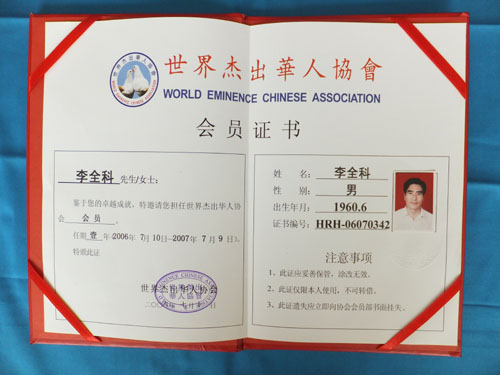 世界杰出華人協會
WORLD EMINENCE CHINESE ASSOCIATION
会员证书
李全科 先生/女士：
鉴于您的卓越成就，特邀请您担任世界杰出华人协
会 会员 。
任期 壹 年（2006年 7月10日-2007年 7月 9日）。
特颁此证
世界杰出华人协会
姓 名： 李全科
性 别： 男
出生年月： 1960.6
证书编号： HRH-06070342
注意事项
1、此证应妥善保管，涂改无效。
2、此证仅限本人使用，不可转借。
3、此证遗失应立即向协会会员部书面挂失。